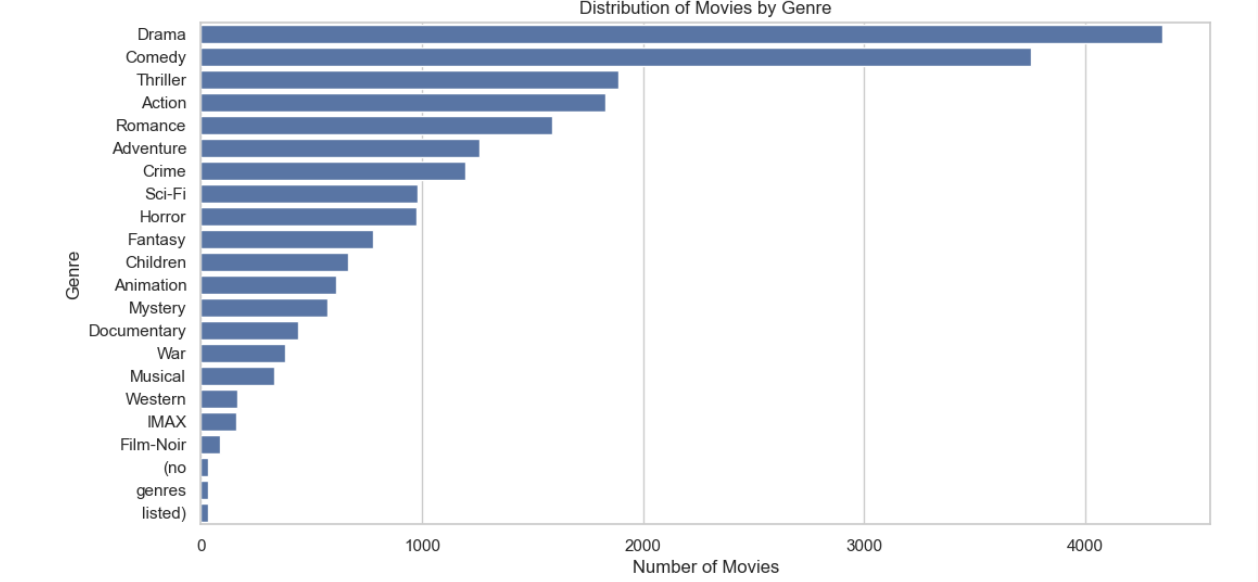 Distribution of Movies by Genre
Drama
Comedy
Thriller
Action
Romance
Adventure
Crime
Sci-Fi
Horror
Fantasy
Children
Animation
Mystery
Documentary
War
Musical
Western
IMAX
Film-Noir
(no
genres
listed)
Genre
0 1000 2000 3000 4000
Number of Movies